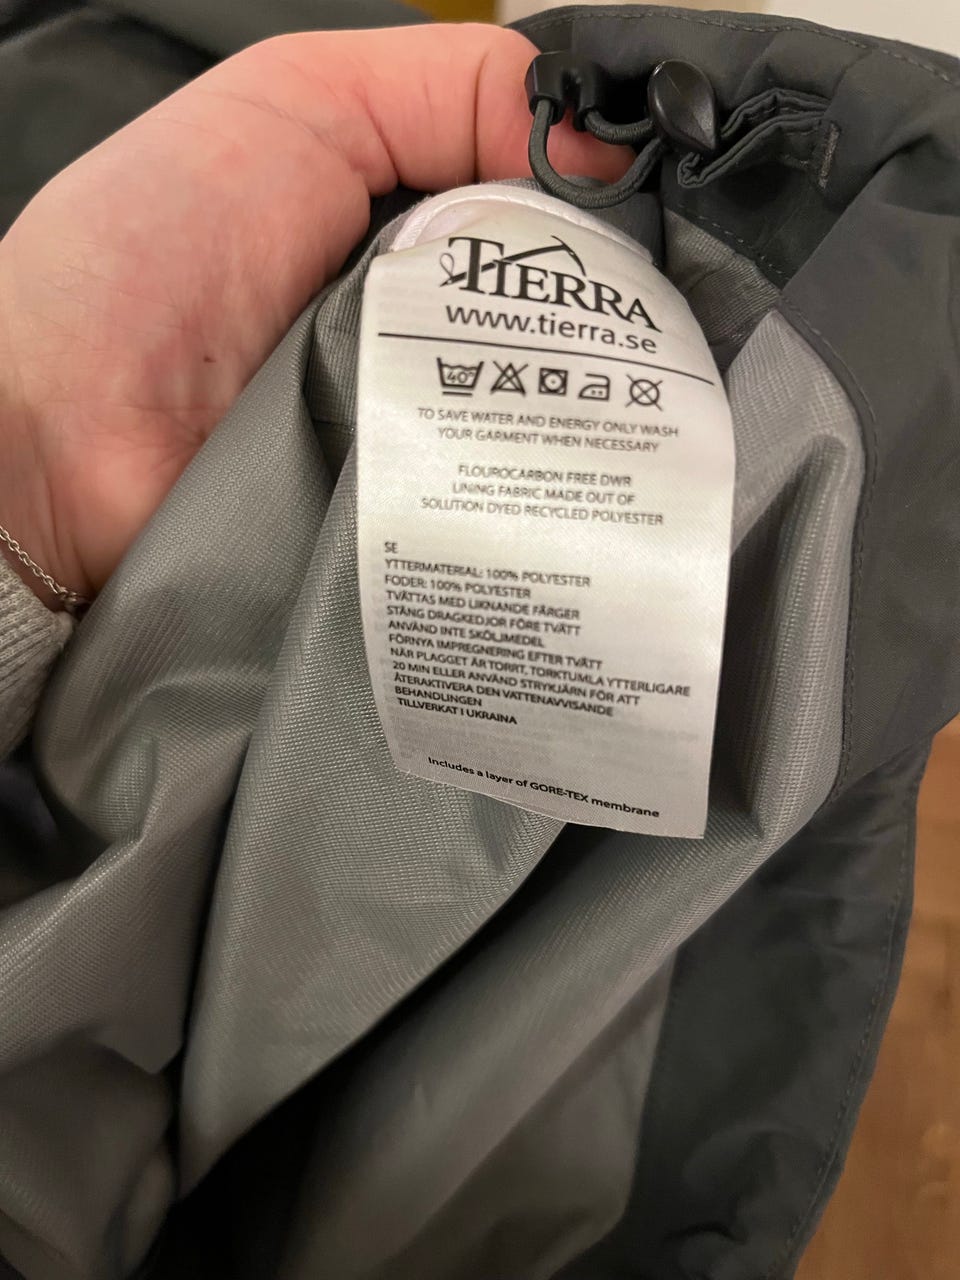 TIERRA
www.tierra.se
40°
TO SAVE WATER AND ENERGY ONLY WASH
YOUR GARMENT WHEN NECESSARY
FLOUROCARBON FREE DWR
LINING FABRIC MADE OUT OF
SOLUTION DYED RECYCLED POLYESTER
SE
YTTERMATERIAL: 100% POLYESTER
FODER: 100% POLYESTER
TVÄTTAS MED LIKNANDE FÄRGER
STÄNG DRAGKEDJOR FÖRE TVÄTT
ANVÄND INTE SKÖLJMEDEL
FÖRNYA IMPREGNERING EFTER TVÄTT
NÄR PLAGGET ÄR TORRT, TORKTUMLA YTTERLIGARE
20 MIN ELLER ANVÄND STRYKJÄRN FÖR ATT
ÅTERAKTIVERA DEN VATTENAVVISANDE
BEHANDLINGEN
TILLVERKAT I UKRAINA
Includes a layer of GORE-TEX membrane